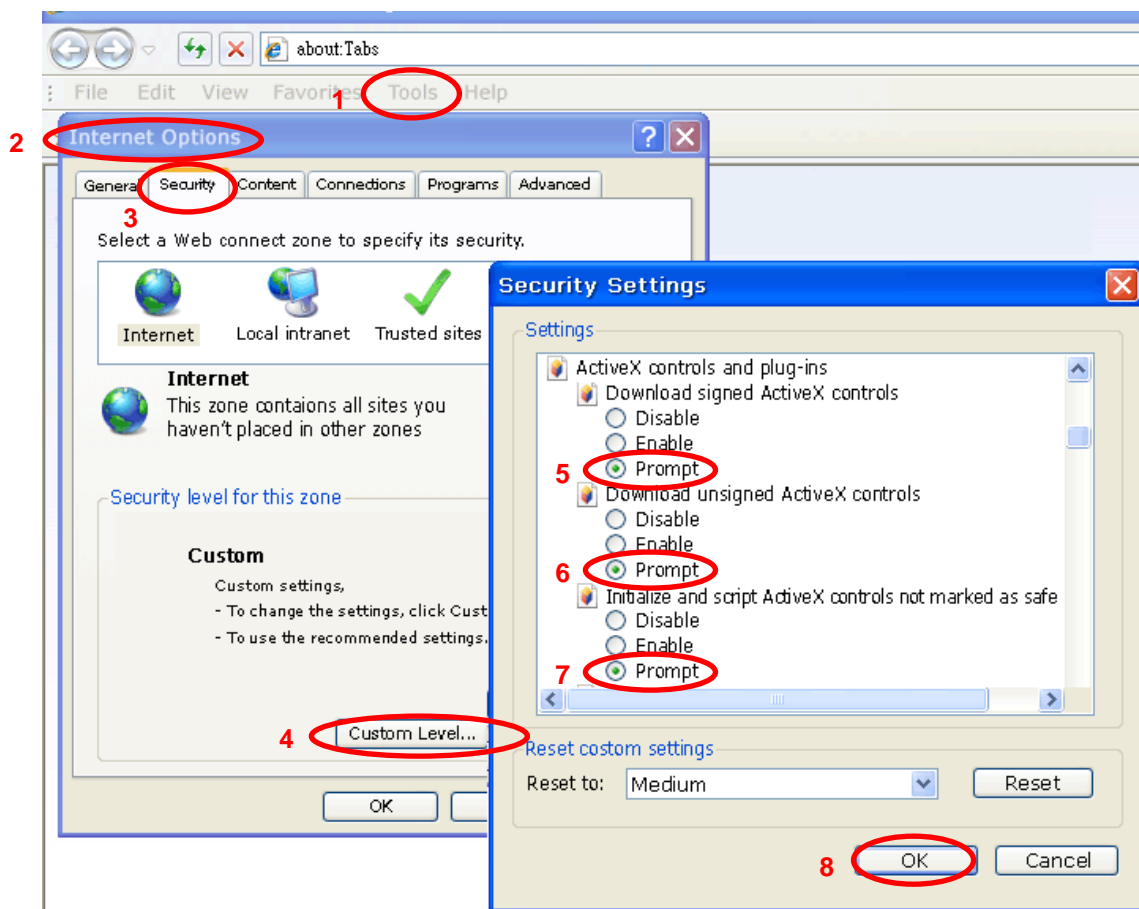 about:Tabs
File Edit View Favorites Tools Help
1
2
Internet Options
General Security Content Connections Programs Advanced
3
Select a Web connect zone to specify its security.
Internet Local intranet Trusted sites
Internet
This zone contaions all sites you
haven't placed in other zones
Security level for this zone
Custom
Custom settings,
- To change the settings, click Cust
- To use the recommended settings.
4
Custom Level...
OK
Security Settings
Settings
ActiveX controls and plug-ins
Download signed ActiveX controls
Disable
Enable
5 Prompt
Download unsigned ActiveX controls
Disable
Enable
6 Prompt
Initialize and script ActiveX controls not marked as safe
Disable
Enable
7 Prompt
Reset costom settings
Reset to: Medium Reset
8 OK Cancel